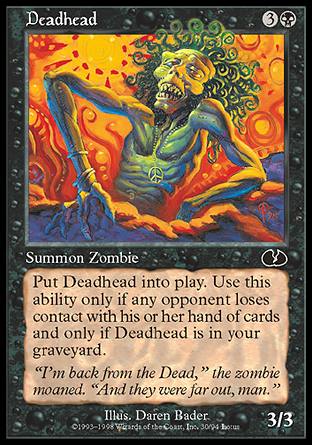 Deadhead 3
Summon Zombie
Put Deadhead into play. Use this
ability only if any opponent loses
contact with his or her hand of cards
and only if Deadhead is in your
graveyard.
“I’m back from the Dead,” the zombie
moaned. “And they were far out, man.”
Illus. Daren Bader
©1993–1998 Wizards of the Coast, Inc. 30/94
3/3